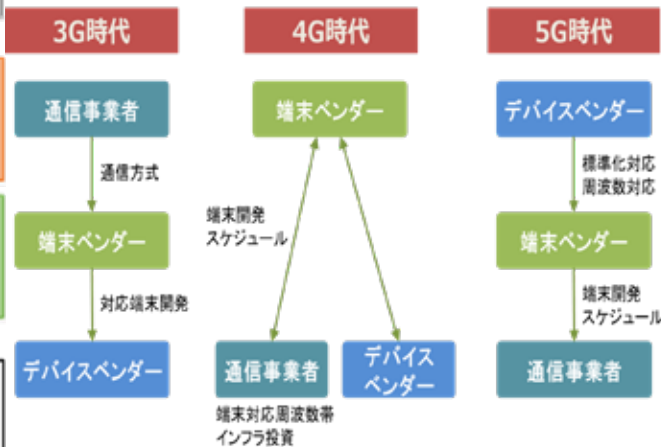 3G時代
通信事業者
通信方式
端末ベンダー
対応端末開発
デバイスベンダー
4G時代
端末ベンダー
端末開発
スケジュール
通信事業者
デバイス
ベンダー
端末対応周波数帯
インフラ投資
5G時代
デバイスベンダー
標準化対応
周波数対応
端末ベンダー
端末開発
スケジュール
通信事業者